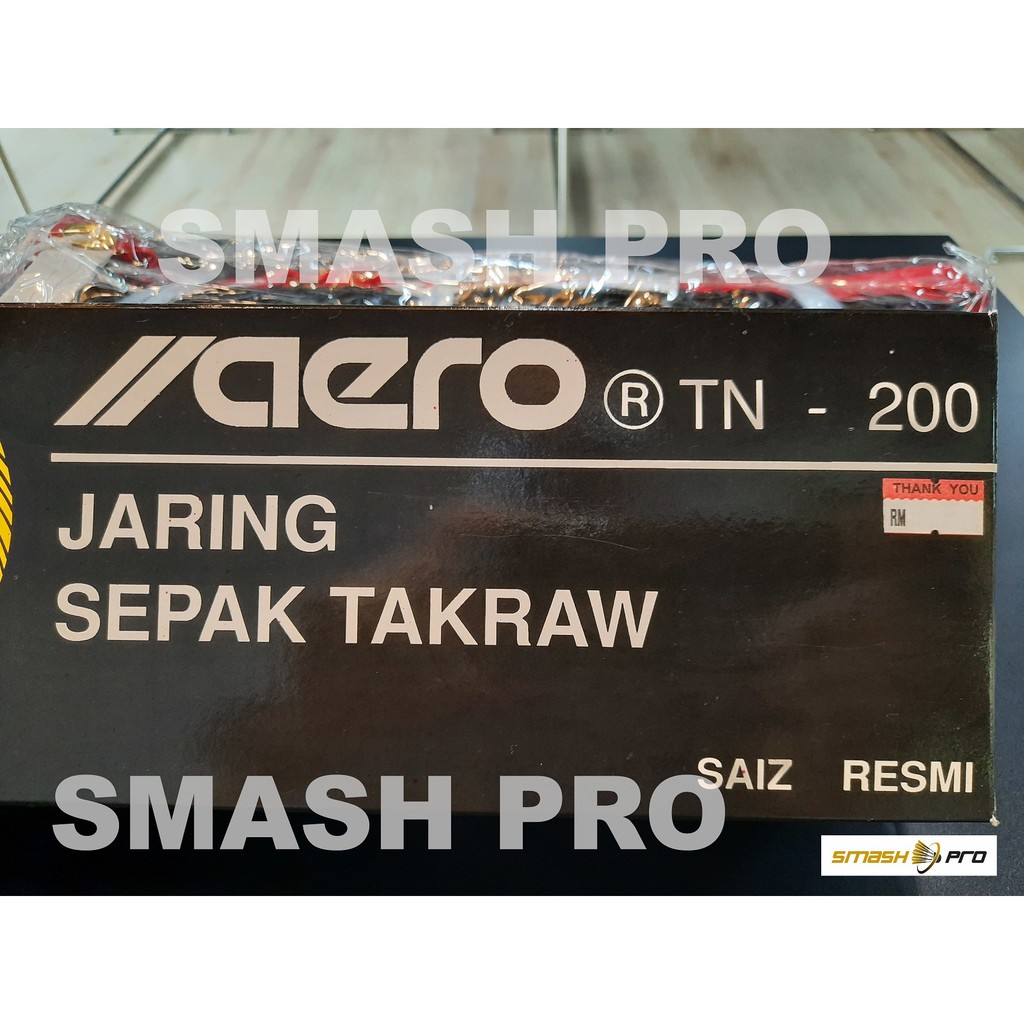 SMASH PRO
aero ® TN - 200
THANK YOU
RM
JARING
SEPAK TAKRAW
SAIZ RESMI
SMASH PRO
SMASH PRO